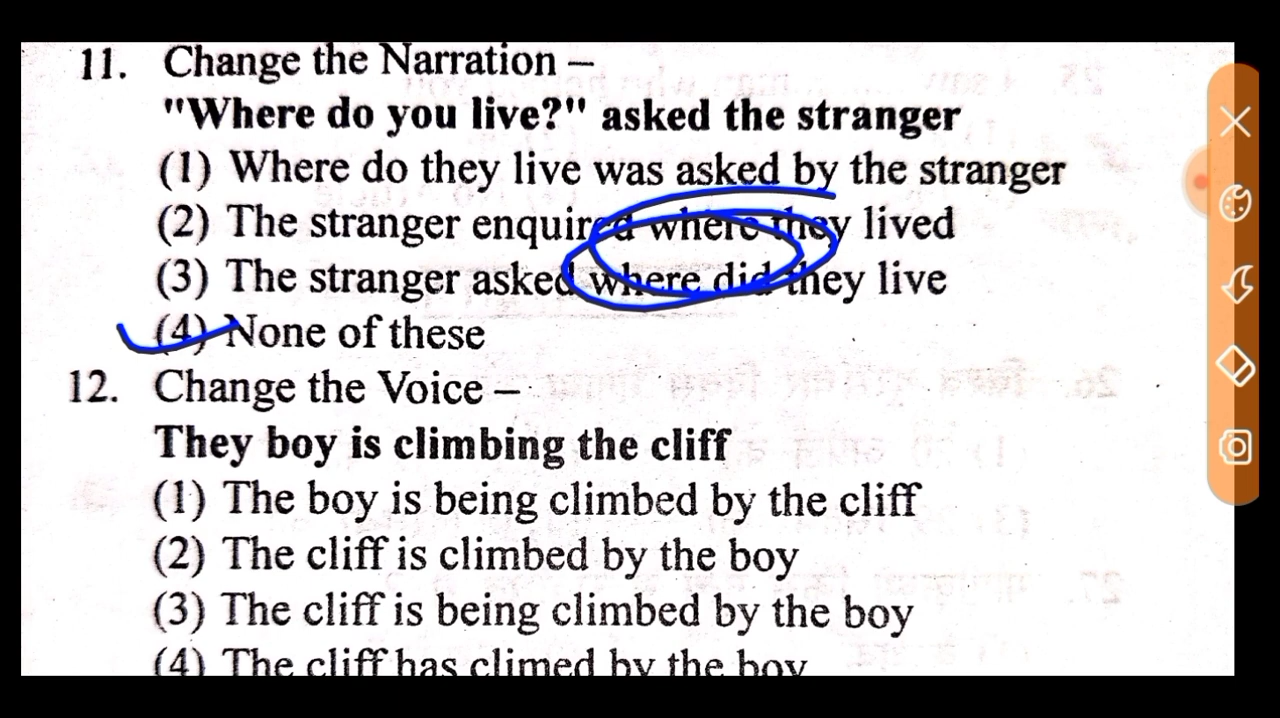 11. Change the Narration –
"Where do you live?" asked the stranger
(1) Where do they live was asked by the stranger
(2) The stranger enquired where they lived
(3) The stranger asked where did they live
(4) None of these
12. Change the Voice –
They boy is climbing the cliff
(1) The boy is being climbed by the cliff
(2) The cliff is climbed by the boy
(3) The cliff is being climbed by the boy
(4) The cliff has climed by the boy